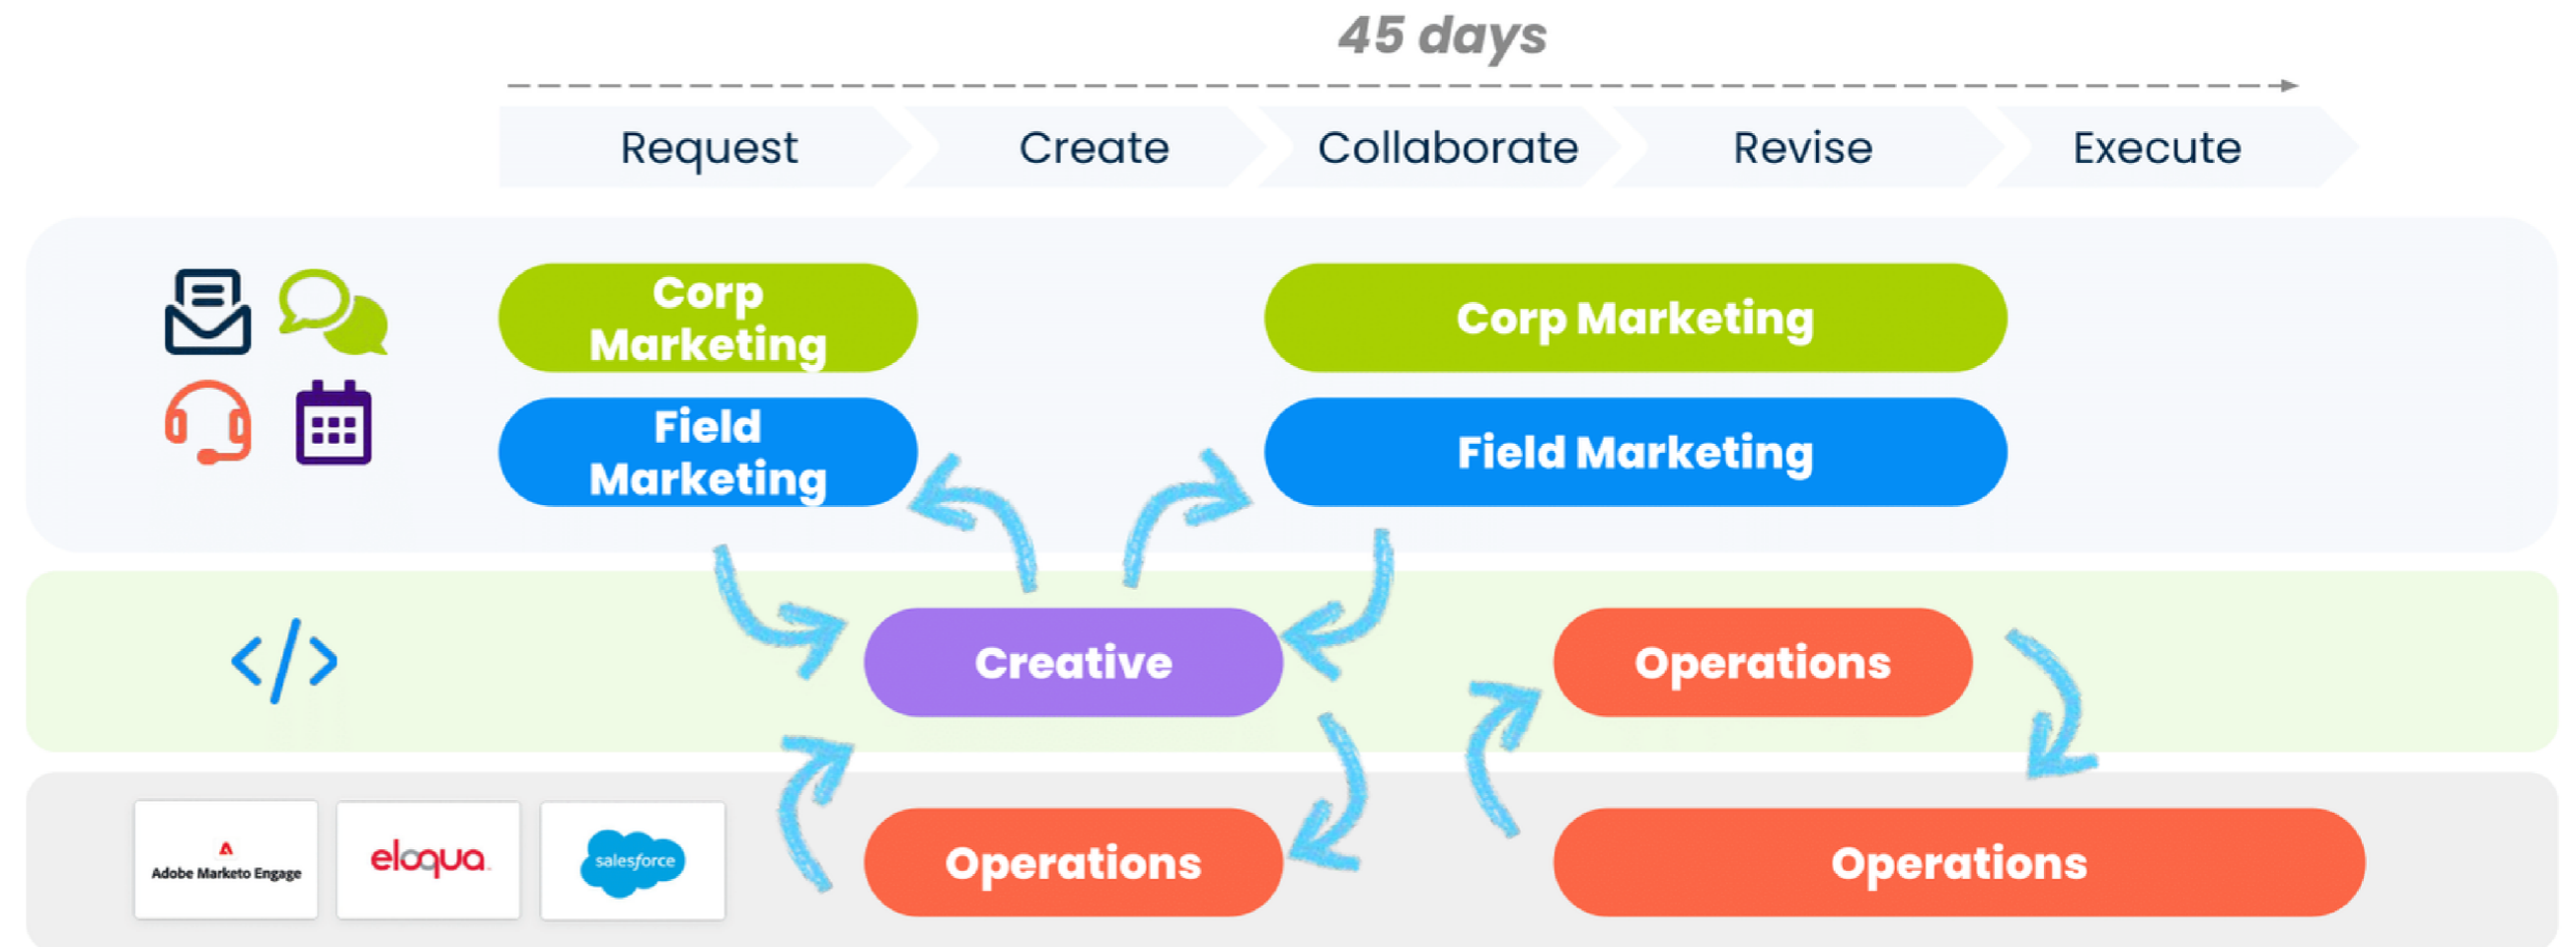 45 days
Request
Create
Collaborate
Revise
Execute
Corp
Marketing
Corp Marketing
Field
Marketing
Field Marketing
</>
Creative
Operations
Adobe Marketo Engage
eloqua
salesforce
Operations
Operations